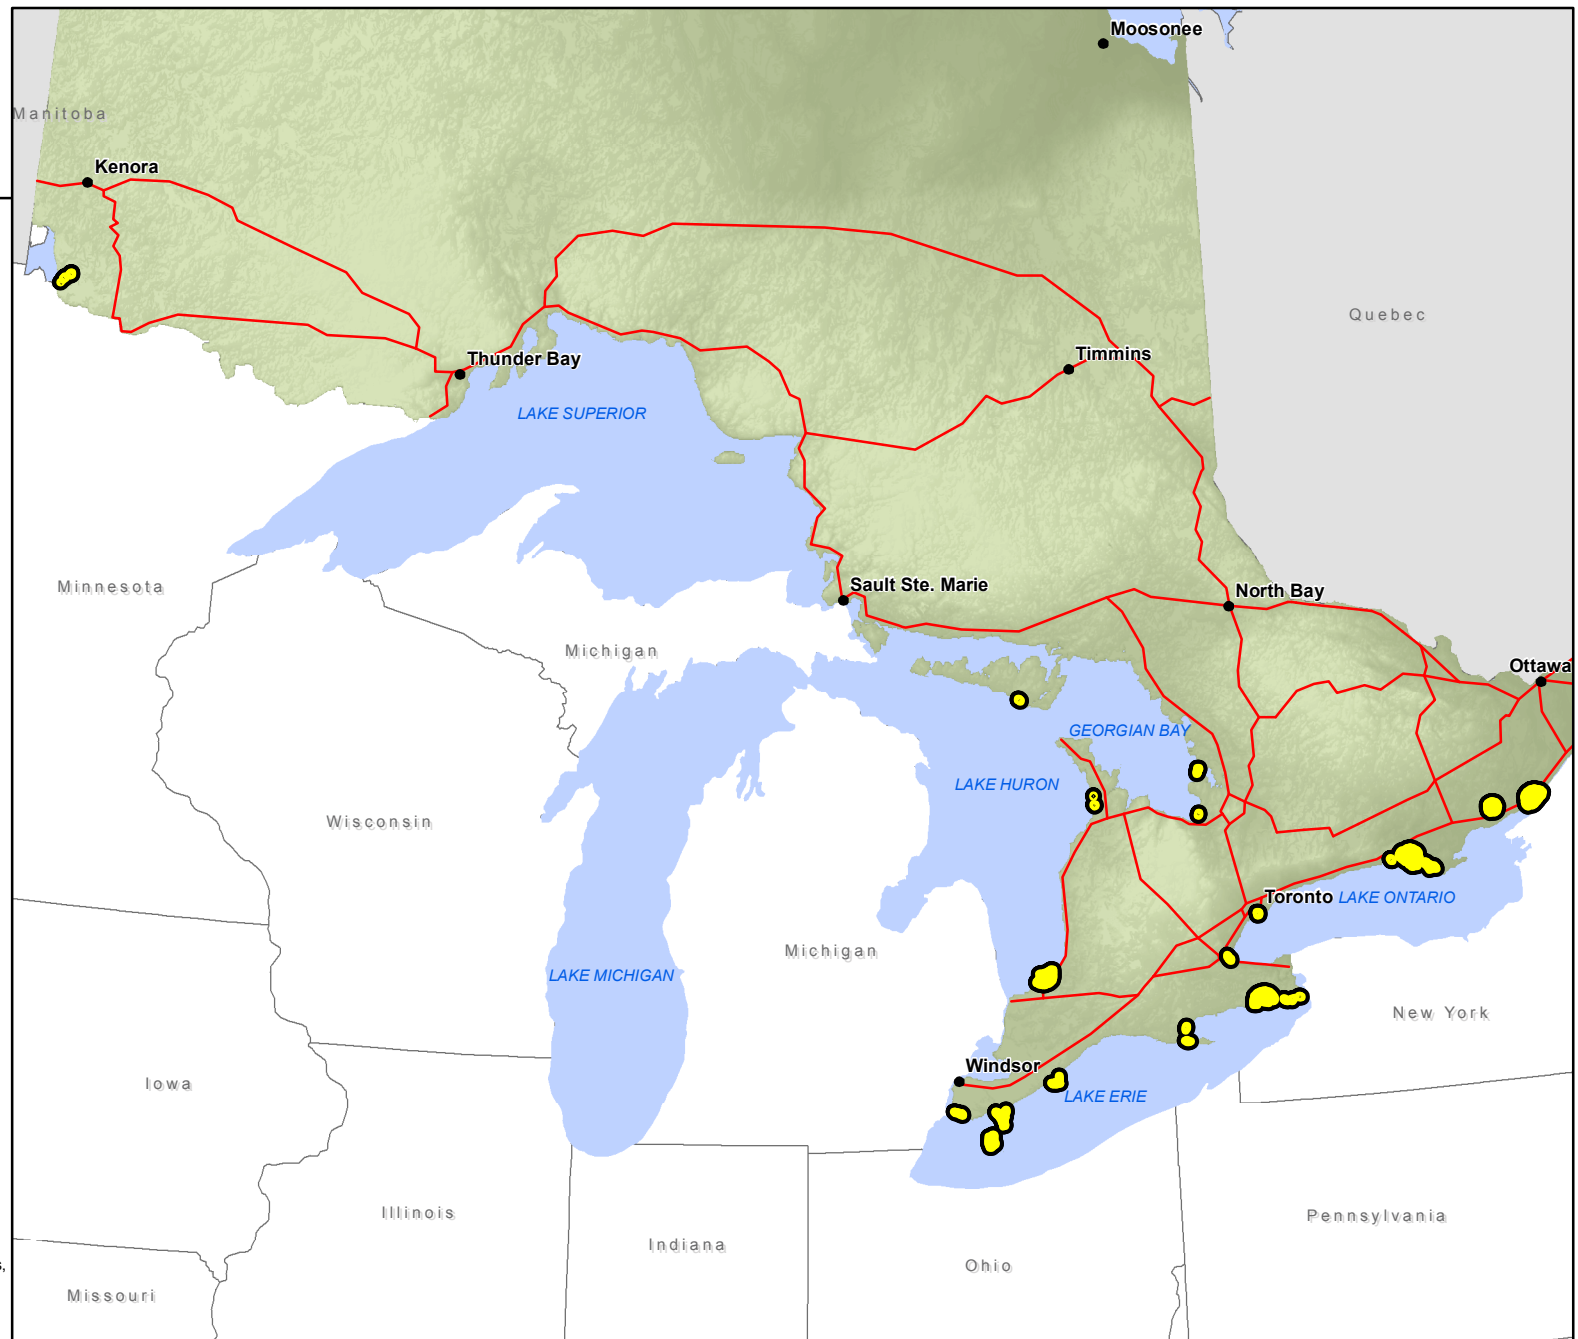 Moosonee
Manitoba
Kenora
Quebec
Timmins
Thunder Bay
LAKE SUPERIOR
Sault Ste. Marie
Minnesota
North Bay
Michigan
Ottawa
GEORGIAN BAY
LAKE HURON
Wisconsin
Toronto
LAKE ONTARIO
Michigan
LAKE MICHIGAN
New York
Windsor
Iowa
LAKE ERIE
Illinois
Pennsylvania
Indiana
Ohio
Missouri